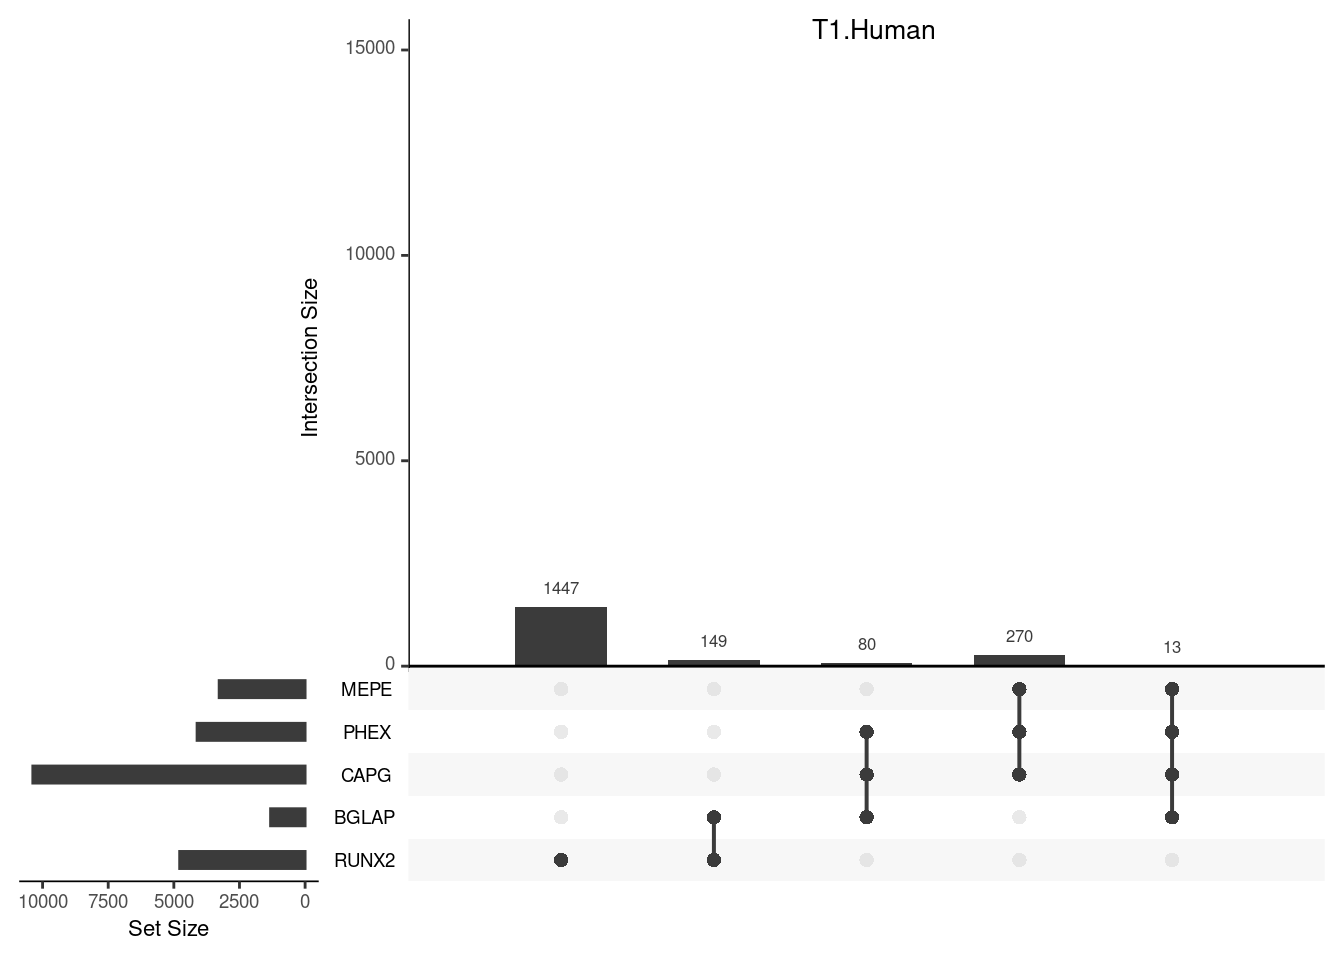 T1.Human
15000
10000
5000
0
Intersection Size
1447
149
80
270
13
MEPE
PHEX
CAPG
BGLAP
RUNX2
10000 7500 5000 2500 0
Set Size